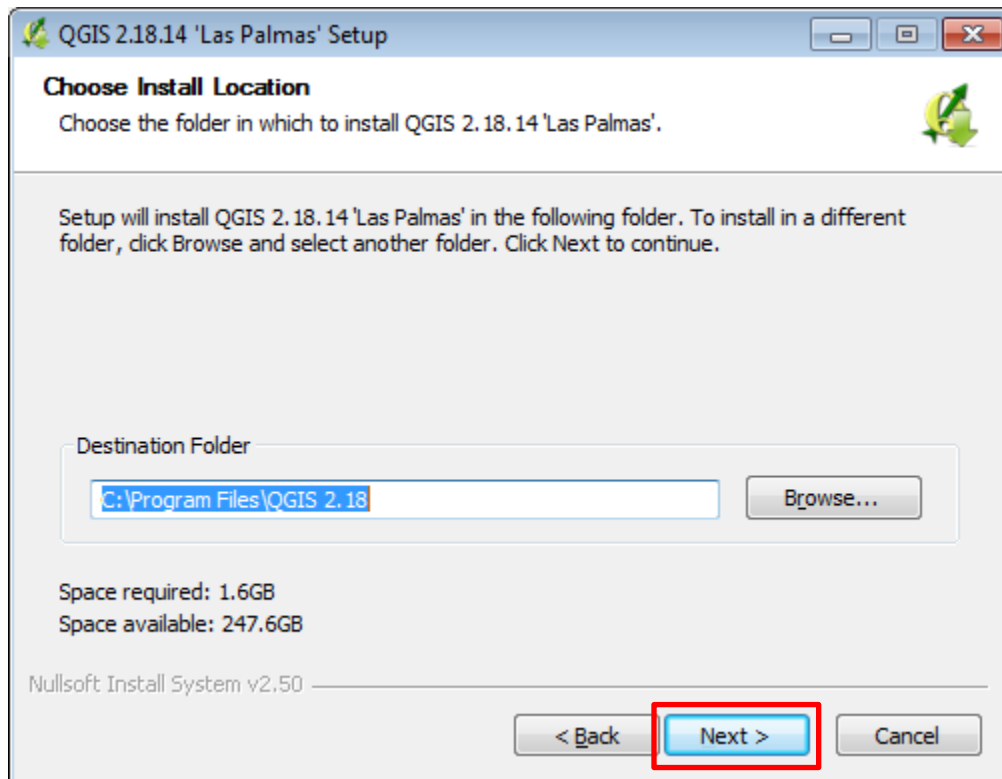 QGIS 2.18.14 'Las Palmas' Setup
Choose Install Location
Choose the folder in which to install QGIS 2.18.14 'Las Palmas'.
Setup will install QGIS 2.18.14 'Las Palmas' in the following folder. To install in a different
folder, click Browse and select another folder. Click Next to continue.
Destination Folder
C:\Program Files\QGIS 2.18
Browse...
Space required: 1.6GB
Space available: 247.6GB
Nullsoft Install System v2.50
< Back
Next >
Cancel